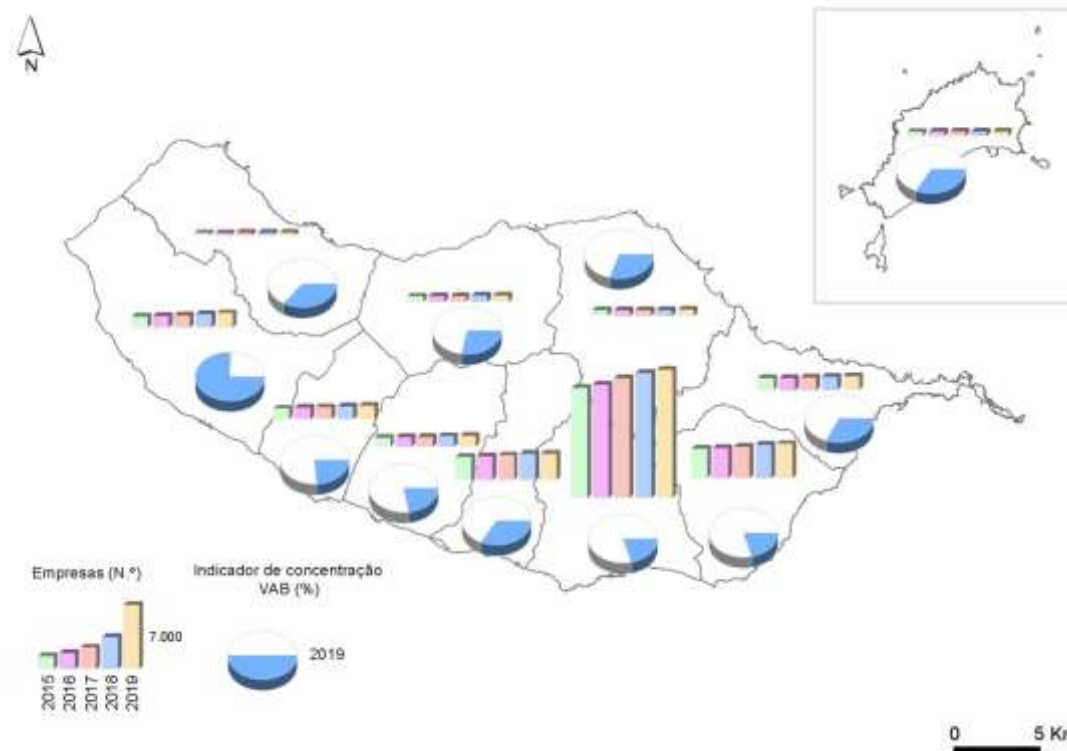 N
Empresas (N.º)
7.000
2015
2016
2017
2018
2019
Indicador de concentração
VAB (%)
2019
0 5 Km